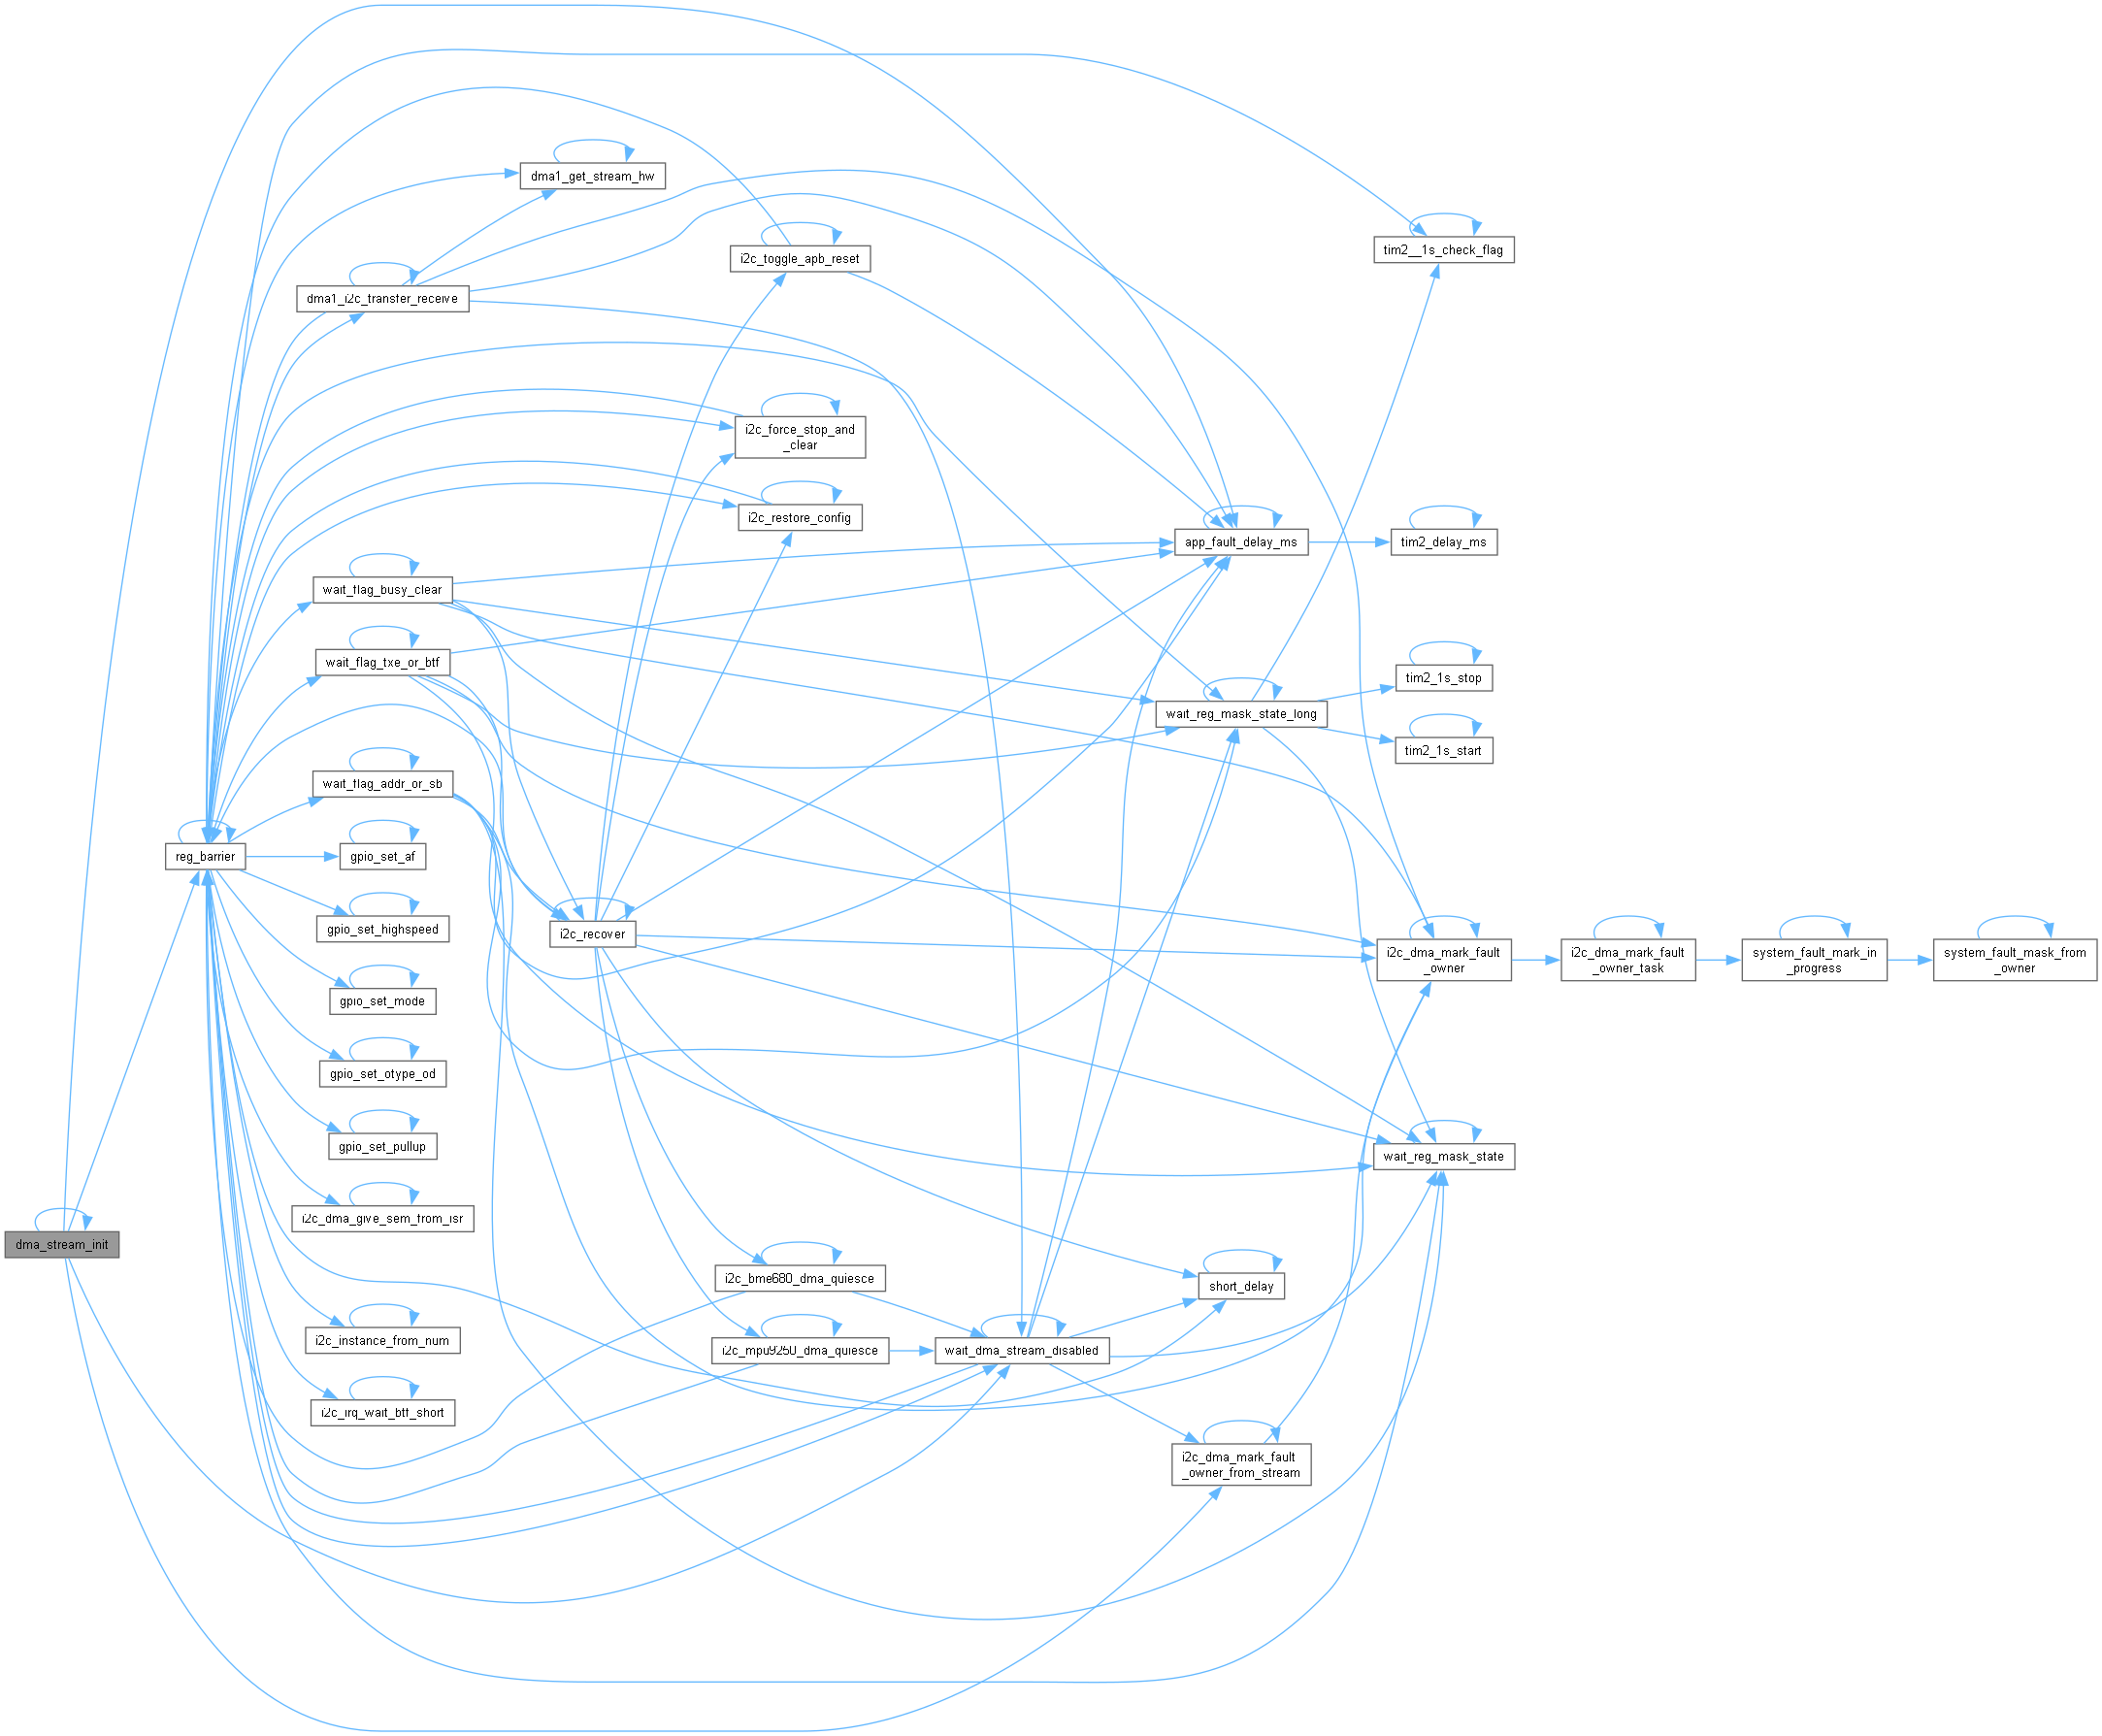 dma1_get_stream_hw
tim2__1s_check_flag
i2c_toggle_apb_reset
dma1_i2c_transfer_receive
i2c_force_stop_and
_clear
i2c_restore_config
app_fault_delay_ms
tim2_delay_ms
wait_flag_busy_clear
wait_flag_txe_or_btf
tim2_1s_stop
wait_reg_mask_state_long
tim2_1s_start
wait_flag_addr_or_sb
reg_barrier
gpio_set_af
gpio_set_highspeed
i2c_recover
i2c_dma_mark_fault
_owner
i2c_dma_mark_fault
_owner_task
system_fault_mark_in
_progress
system_fault_mask_from
_owner
gpio_set_mode
gpio_set_otype_od
gpio_set_pullup
wait_reg_mask_state
i2c_dma_give_sem_from_isr
dma_stream_init
i2c_bme680_dma_quiesce
short_delay
i2c_instance_from_num
i2c_mpu9250_dma_quiesce
wait_dma_stream_disabled
i2c_irq_wait_btf_short
i2c_dma_mark_fault
_owner_from_stream